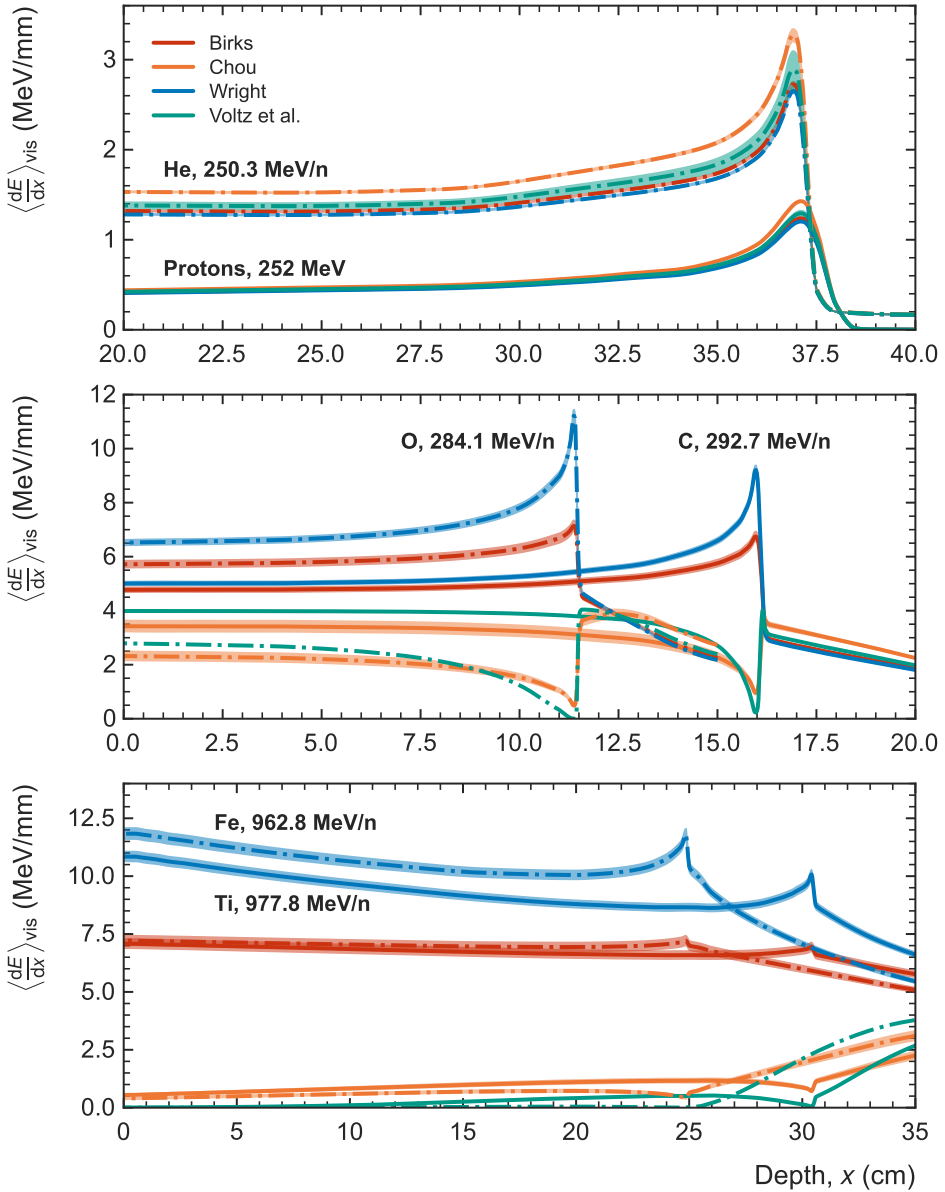 ⟨dE/dx⟩vis (MeV/mm)
3
2
1
0
Birks
Chou
Wright
Voltz et al.
He, 250.3 MeV/n
Protons, 252 MeV
20.0 22.5 25.0 27.5 30.0 32.5 35.0 37.5 40.0
⟨dE/dx⟩vis (MeV/mm)
12
10
8
6
4
2
0
O, 284.1 MeV/n C, 292.7 MeV/n
0.0 2.5 5.0 7.5 10.0 12.5 15.0 17.5 20.0
⟨dE/dx⟩vis (MeV/mm)
12.5
10.0
7.5
5.0
2.5
0.0
Fe, 962.8 MeV/n
Ti, 977.8 MeV/n
0 5 10 15 20 25 30 35
Depth, x (cm)